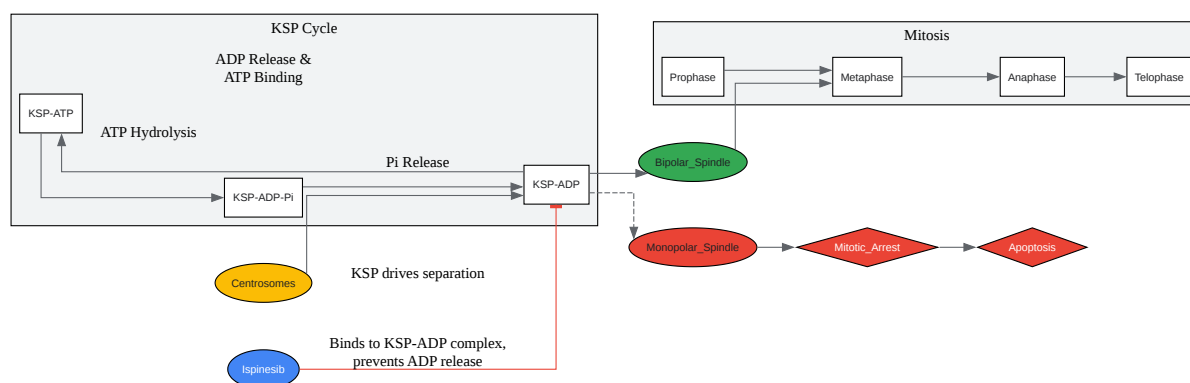 KSP Cycle
Mitosis
ADP Release &
ATP Binding
Prophase
Metaphase
Anaphase
Telophase
KSP-ATP
ATP Hydrolysis
Pi Release
Bipolar_Spindle
KSP-ADP
KSP-ADP-Pi
Monopolar_Spindle
Mitotic_Arrest
Apoptosis
KSP drives separation
Centrosomes
Binds to KSP-ADP complex,
prevents ADP release
Ispinesib